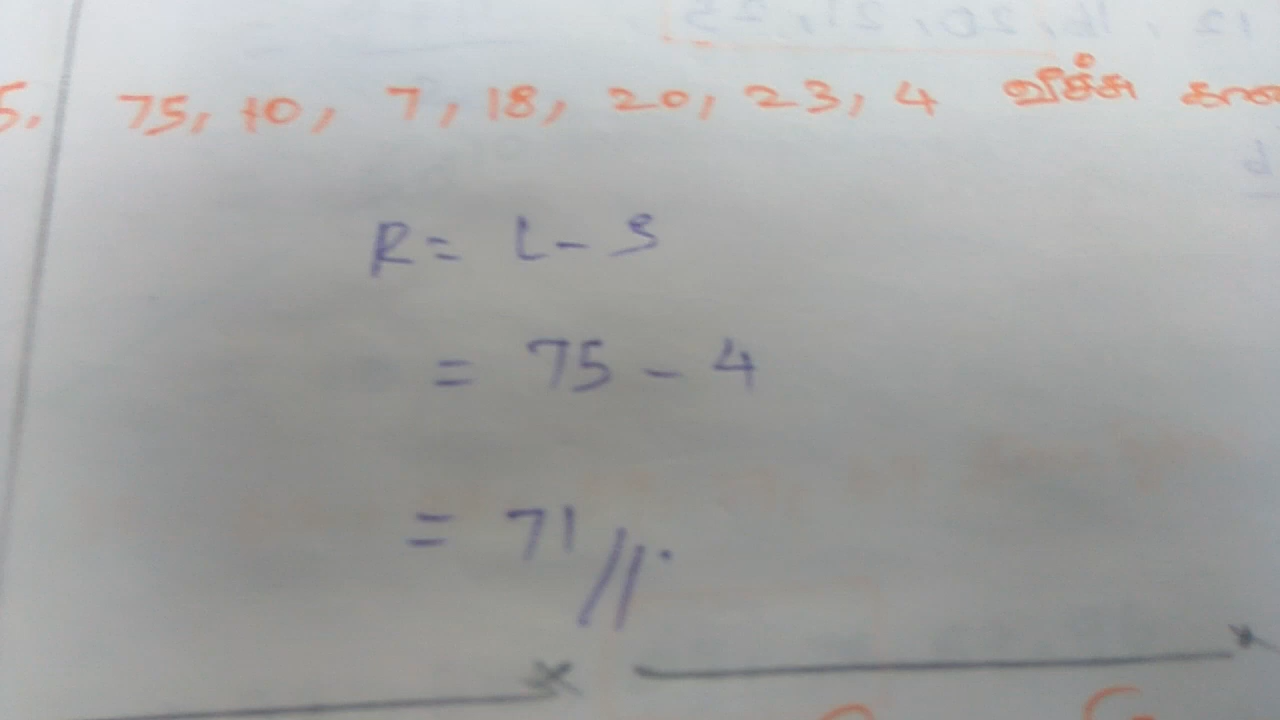 5. 75, 10, 7, 18, 20, 23, 4 வீச்சு
R = L - S
= 75 - 4
= 71 //.